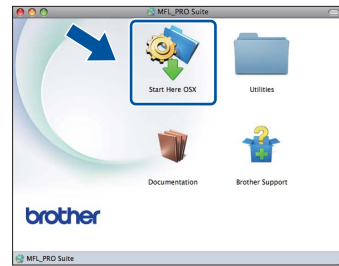 MFL_PRO Suite
Start Here OSX
Utilities
Documentation
Brother Support
brother
MFL_PRO Suite